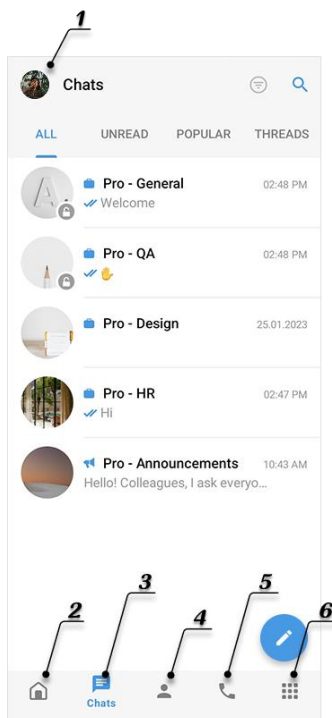 1
Chats
ALL UNREAD POPULAR THREADS
Pro - General 02:48 PM
Welcome
Pro - QA 02:48 PM
Pro - Design 25.01.2023
Pro - HR 02:47 PM
Hi
Pro - Announcements 10:43 AM
Hello! Colleagues, I ask everyo...
2 3 4 5 6
Chats